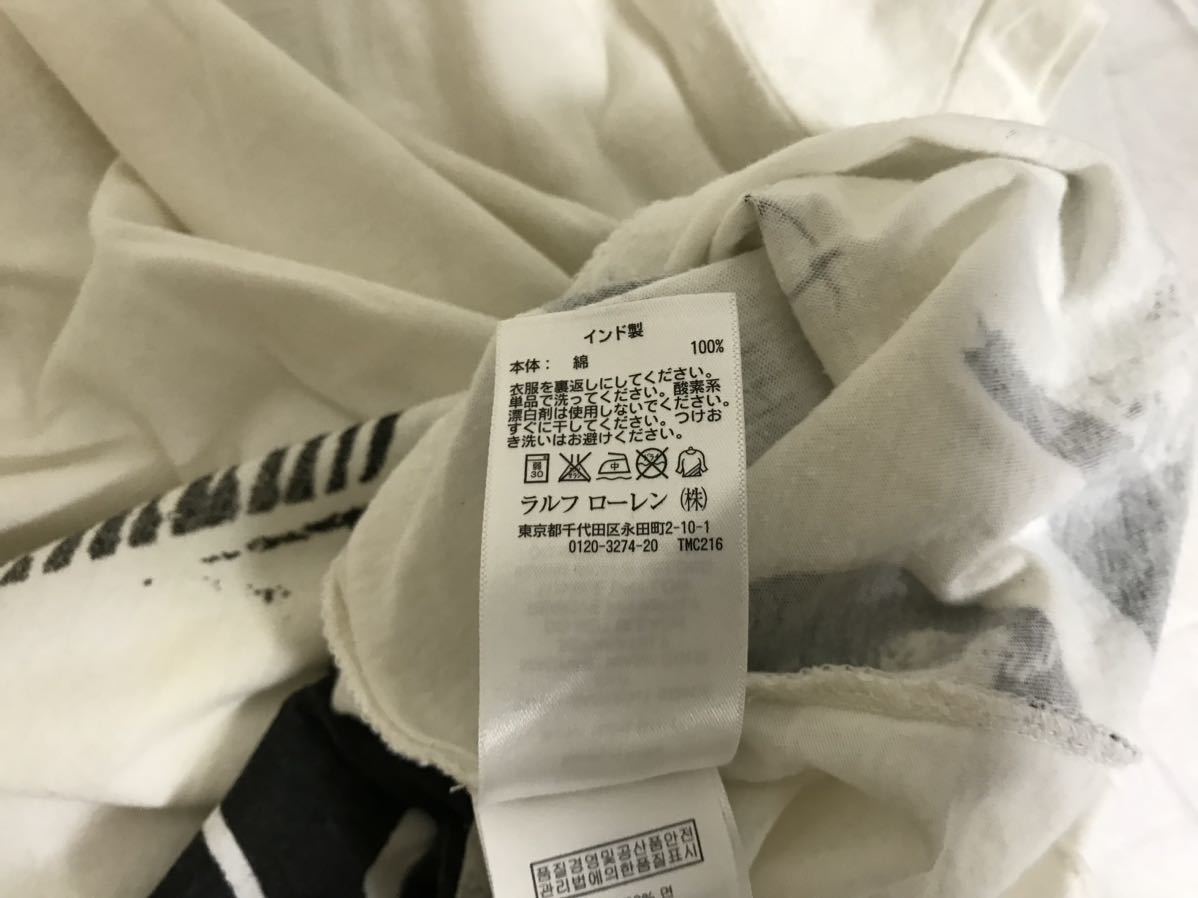 インド製
本体： 綿 100%
衣服を裏返しにしてください。
単品で洗ってください。酸素系
漂白剤は使用しないでください。
すぐに干してください。つけお
き洗いはお避けください。
弱 30 中
ラルフ ローレン (株)
東京都千代田区永田町2-10-1
0120-3274-20 TMC216
품질경영및공산품안전
관리법에의한품질표시
면